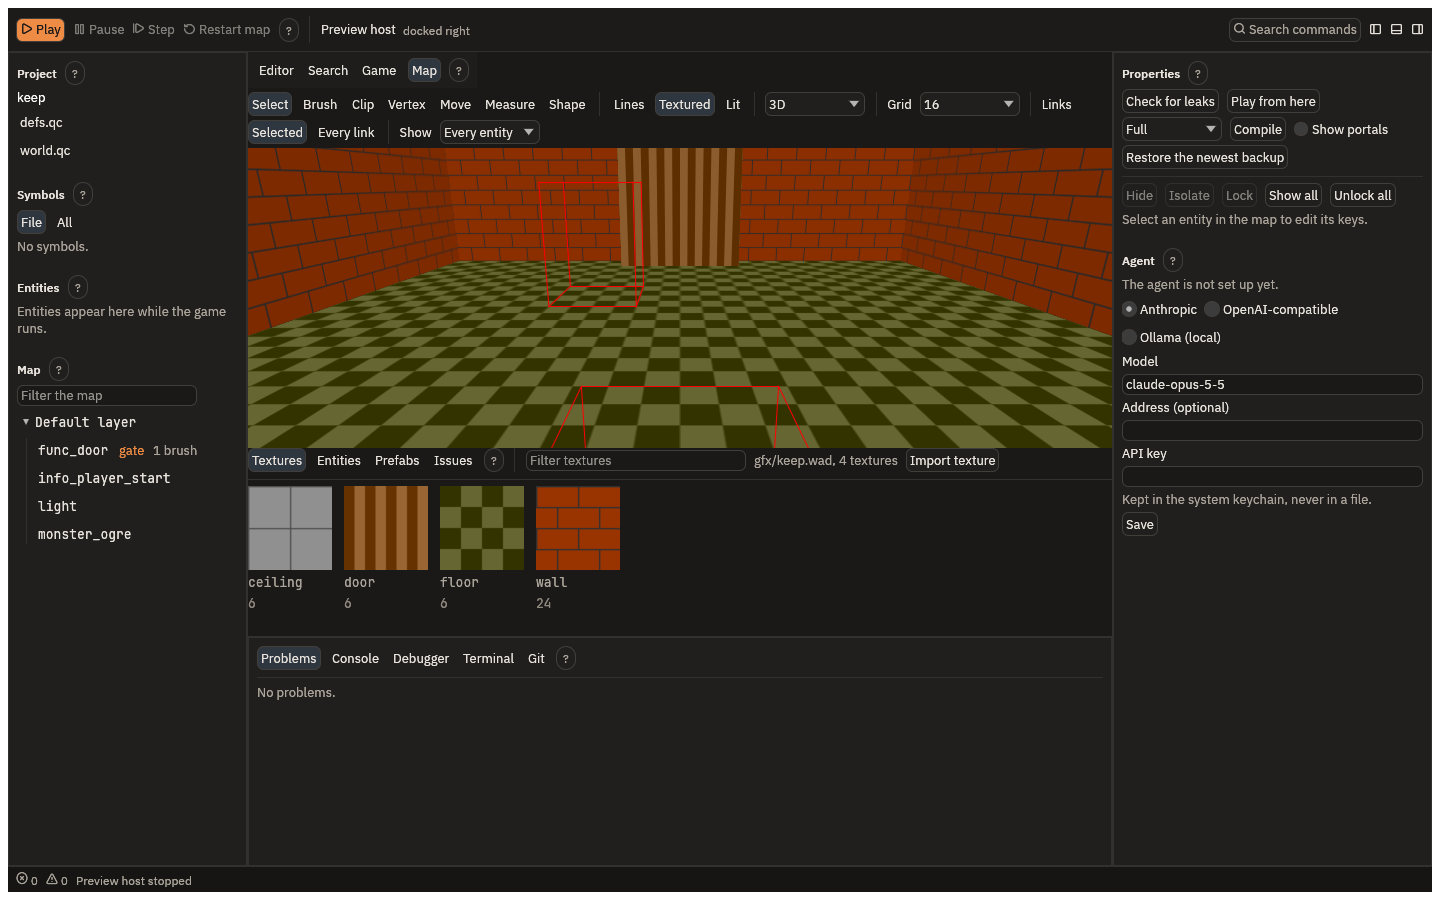 Play Pause Step Restart map ? Preview host docked right Search commands
Project ?
keep
defs.qc
world.qc
Symbols ?
File All
No symbols.
Entities ?
Entities appear here while the game
runs.
Map ?
Filter the map
Default layer
func_door gate 1 brush
info_player_start
light
monster_ogre
Editor Search Game Map ?
Select Brush Clip Vertex Move Measure Shape Lines Textured Lit 3D Grid 16 Links
Selected Every link Show Every entity
Textures Entities Prefabs Issues ? Filter textures gfx/keep.wad, 4 textures Import texture
ceiling door floor wall
6 6 6 24
Problems Console Debugger Terminal Git ?
No problems.
Properties ?
Check for leaks Play from here
Full Compile Show portals
Restore the newest backup
Hide Isolate Lock Show all Unlock all
Select an entity in the map to edit its keys.
Agent ?
The agent is not set up yet.
Anthropic OpenAI-compatible
Ollama (local)
Model
claude-opus-5-5
Address (optional)
API key
Kept in the system keychain, never in a file.
Save
0 0 Preview host stopped